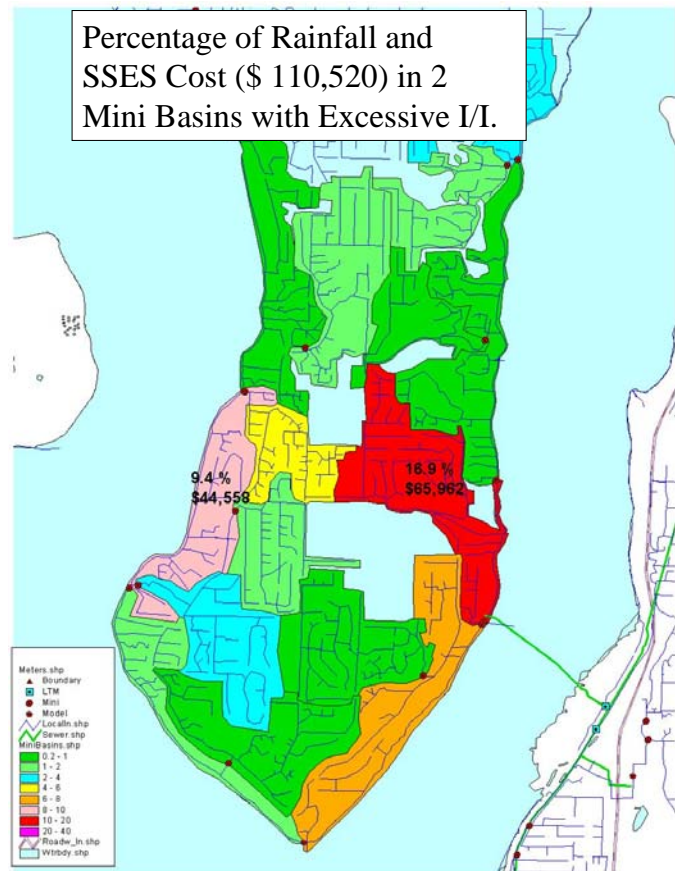 Percentage of Rainfall and
SSES Cost ($ 110,520) in 2
Mini Basins with Excessive I/I.
9.4 %
$44,558
16.9 %
$65,962
Meters.shp
Boundary
LTM
Mini
Model
Localln.shp
Sewer.shp
MiniBasins.shp
0.2 - 1
1 - 2
2 - 4
4 - 6
6 - 8
8 - 10
10 - 20
20 - 40
Roadw_ln.shp
Wtrbdy.shp